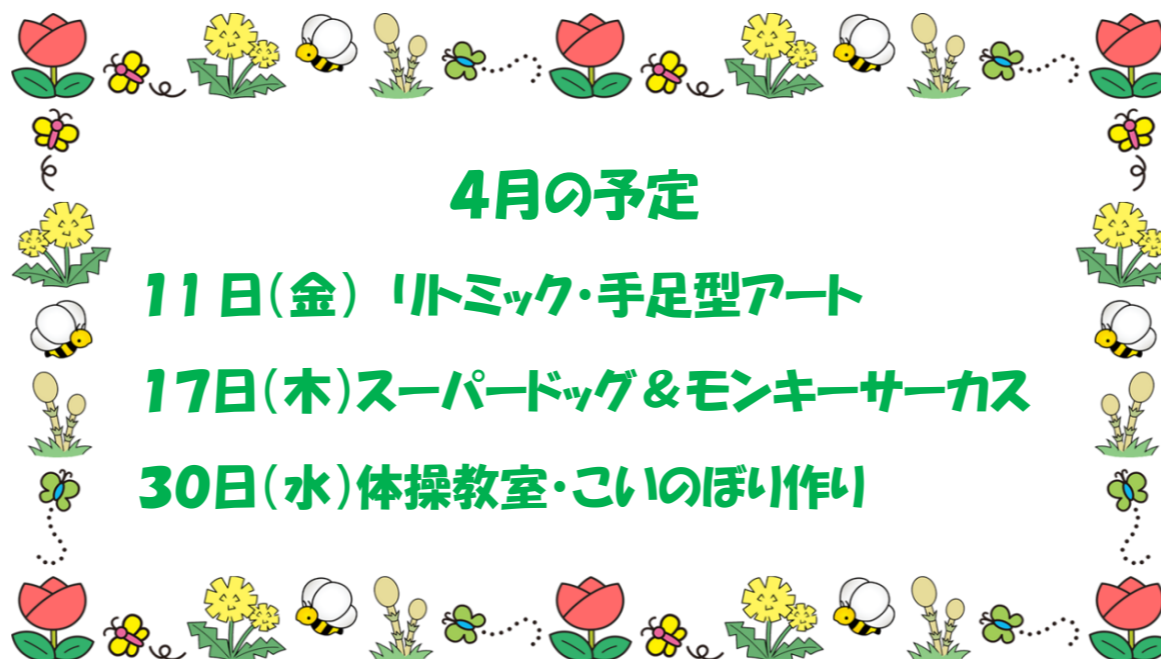 4月の予定
11日(金) リトミック・手足型アート
17日(木)スーパードッグ&モンキーサーカス
30日(水)体操教室・こいのぼり作り